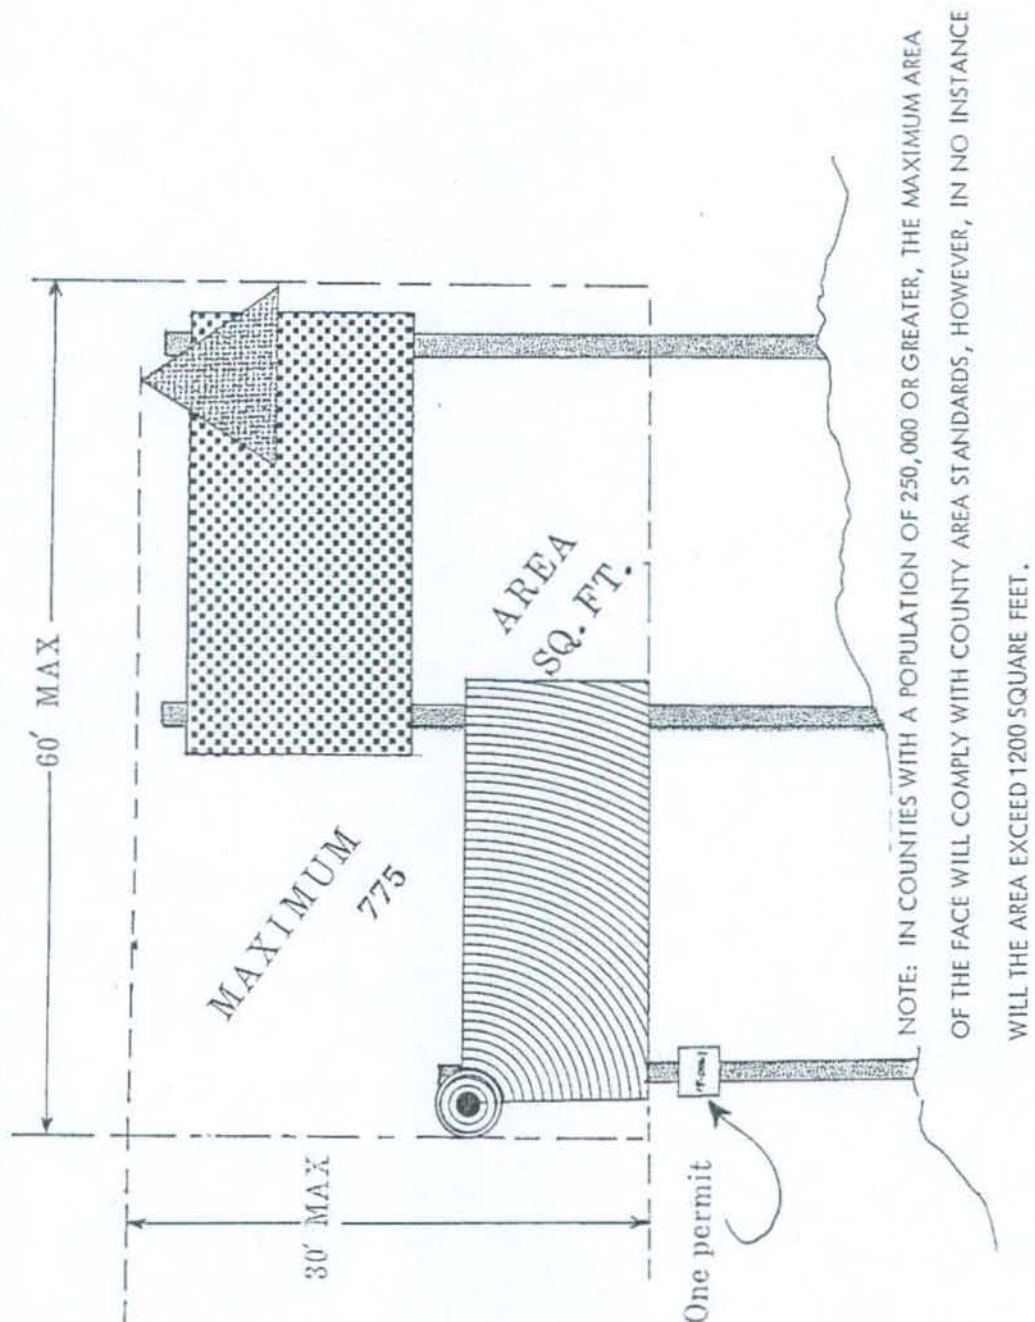 60′ MAX
30′ MAX
MAXIMUM
775
AREA
SQ. FT.
One permit
NOTE: IN COUNTIES WITH A POPULATION OF 250,000 OR GREATER, THE MAXIMUM AREA
OF THE FACE WILL COMPLY WITH COUNTY AREA STANDARDS, HOWEVER, IN NO INSTANCE
WILL THE AREA EXCEED 1200 SQUARE FEET.